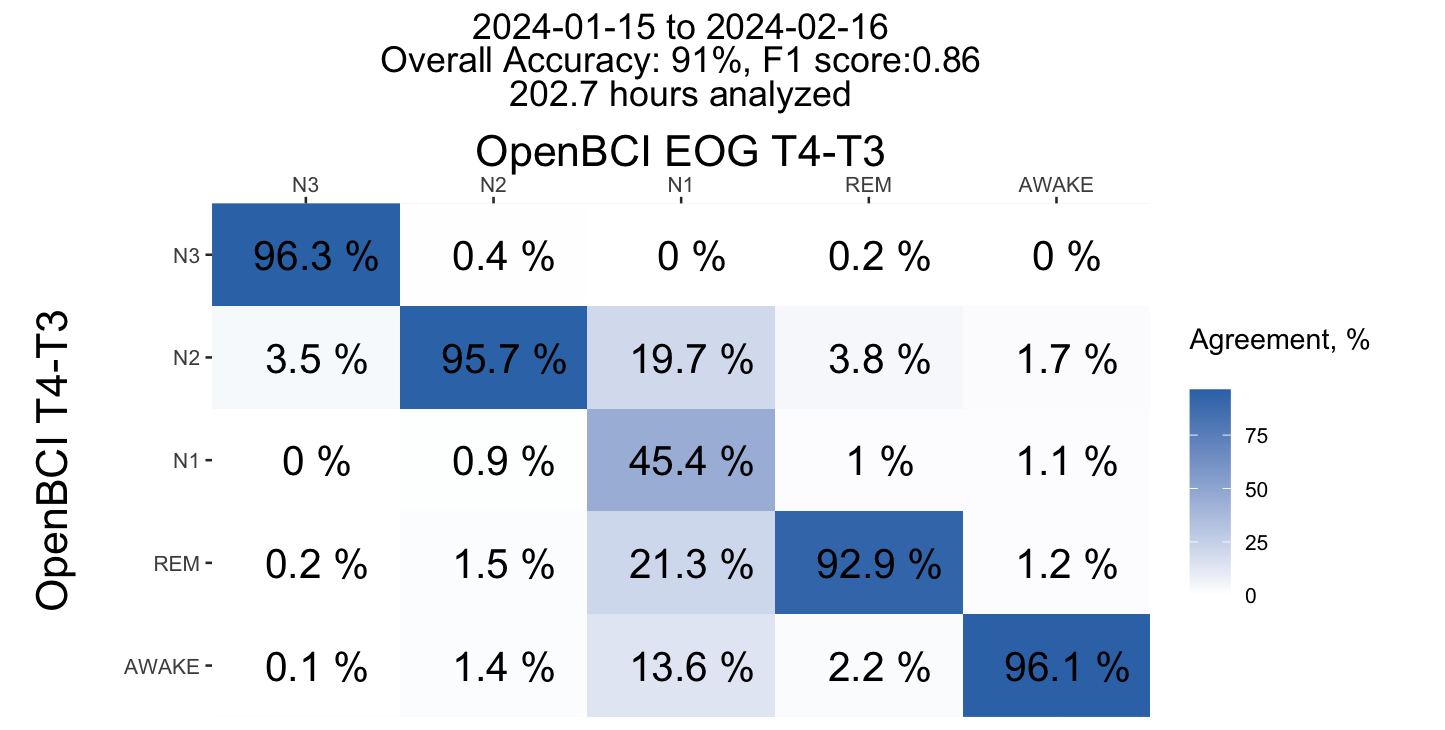 2024-01-15 to 2024-02-16
Overall Accuracy: 91%, F1 score:0.86
202.7 hours analyzed
OpenBCI EOG T4-T3
N3 N2 N1 REM AWAKE
N3 96.3 % 0.4 % 0 % 0.2 % 0 %
N2 3.5 % 95.7 % 19.7 % 3.8 % 1.7 %
N1 0 % 0.9 % 45.4 % 1 % 1.1 %
REM 0.2 % 1.5 % 21.3 % 92.9 % 1.2 %
AWAKE 0.1 % 1.4 % 13.6 % 2.2 % 96.1 %
OpenBCI T4-T3
Agreement, %
75
50
25
0